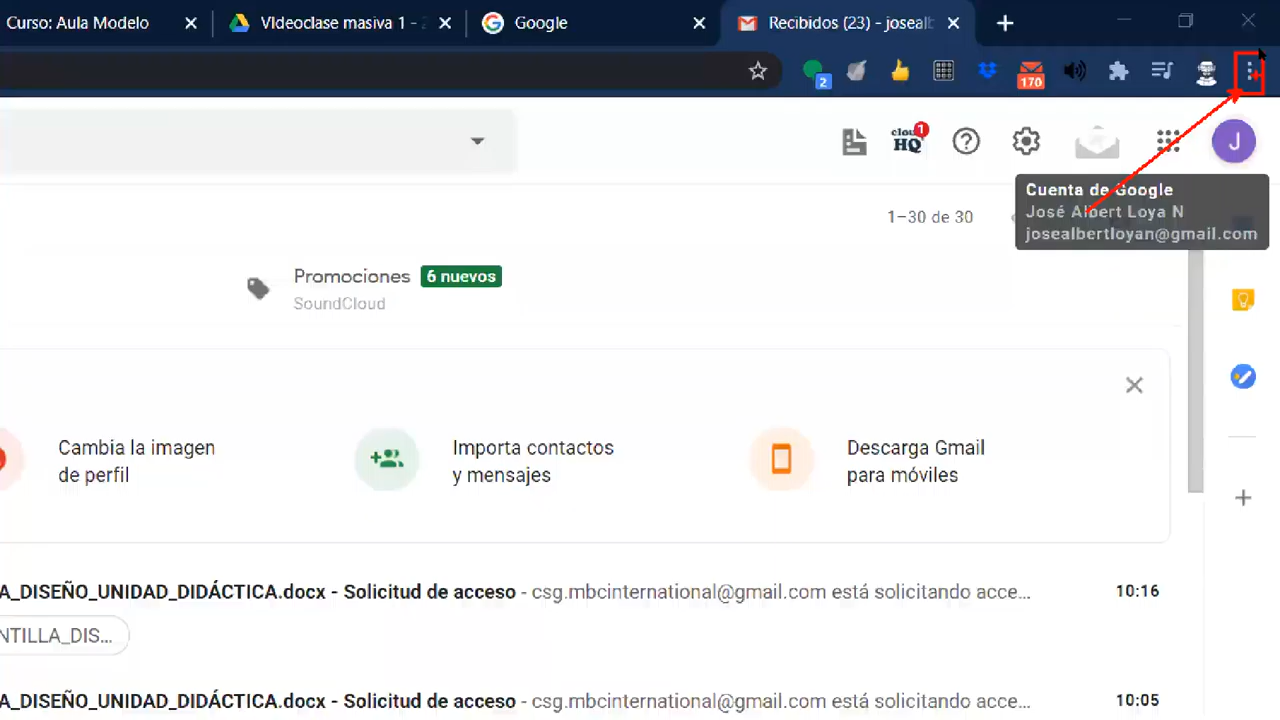 Curso: Aula Modelo
VIdeoclase masiva 1 -
Google
Recibidos (23) - josealb
2
170
cloud
HQ
1
J
Cuenta de Google
José Albert Loya N
josealbertloyan@gmail.com
1–30 de 30
Promociones 6 nuevos
SoundCloud
Cambia la imagen
de perfil
Importa contactos
y mensajes
Descarga Gmail
para móviles
A_DISEÑO_UNIDAD_DIDÁCTICA.docx - Solicitud de acceso - csg.mbcinternational@gmail.com está solicitando acce... 10:16
NTILLA_DIS...
A_DISEÑO_UNIDAD_DIDÁCTICA.docx - Solicitud de acceso - csg.mbcinternational@gmail.com está solicitando acce... 10:05